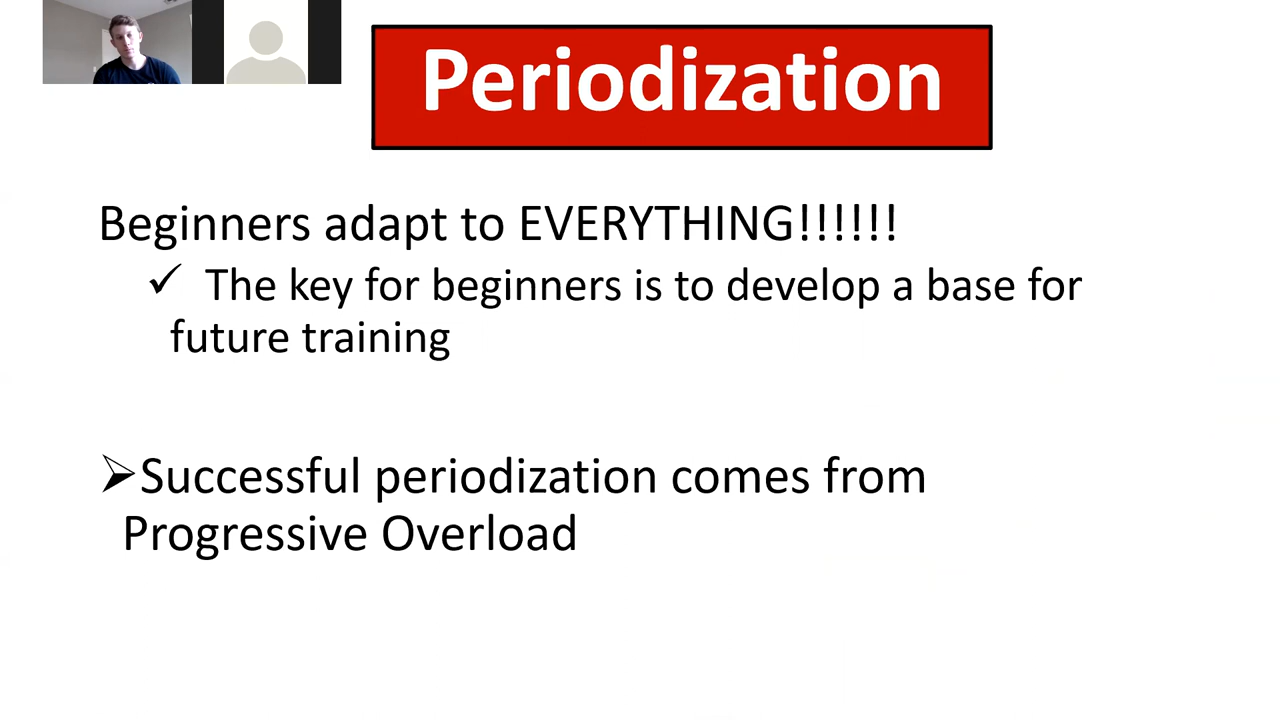 Periodization
Beginners adapt to EVERYTHING!!!!!!
✓ The key for beginners is to develop a base for
future training
➢Successful periodization comes from
Progressive Overload